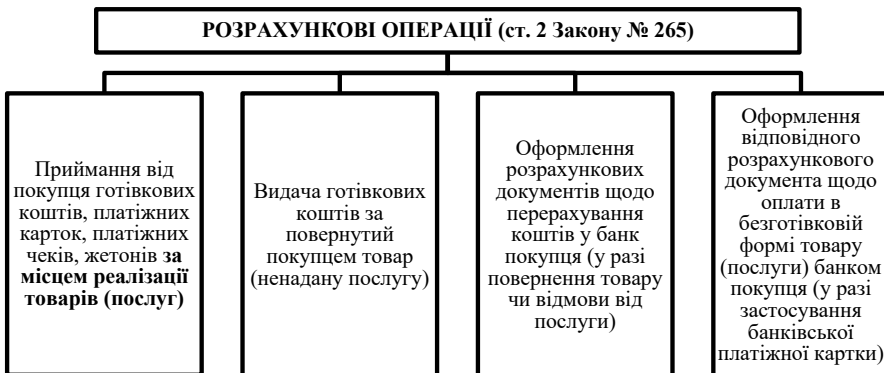 РОЗРАХУНКОВІ ОПЕРАЦІЇ (ст. 2 Закону № 265)
Приймання від
покупця готівкових
коштів, платіжних
карток, платіжних
чеків, жетонів за
місцем реалізації
товарів (послуг)
Видача готівкових
коштів за
повернутий
покупцем товар
(ненадану послугу)
Оформлення
розрахункових
документів щодо
перерахування
коштів у банк
покупця (у разі
повернення товару
чи відмови від
послуги)
Оформлення
відповідного
розрахункового
документа щодо
оплати в
безготівковій
формі товару
(послуги) банком
покупця (у разі
застосування
банківської
платіжної картки)